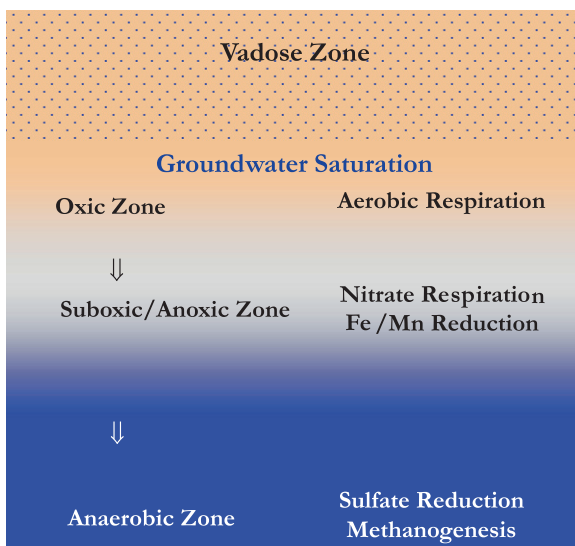 Vadose Zone
Groundwater Saturation
Oxic Zone
Aerobic Respiration
⇓
Suboxic/Anoxic Zone
Nitrate Respiration
Fe/Mn Reduction
⇓
Anaerobic Zone
Sulfate Reduction
Methanogenesis